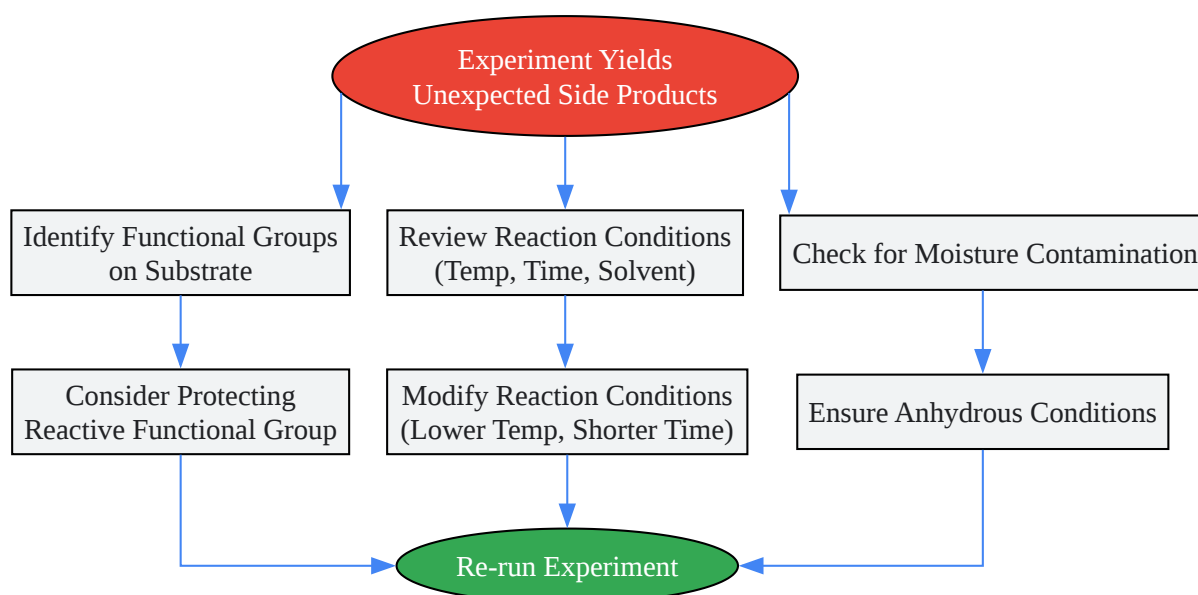 Experiment Yields
Unexpected Side Products
Identify Functional Groups
on Substrate
Review Reaction Conditions
(Temp, Time, Solvent)
Check for Moisture Contamination
Consider Protecting
Reactive Functional Group
Modify Reaction Conditions
(Lower Temp, Shorter Time)
Ensure Anhydrous Conditions
Re-run Experiment